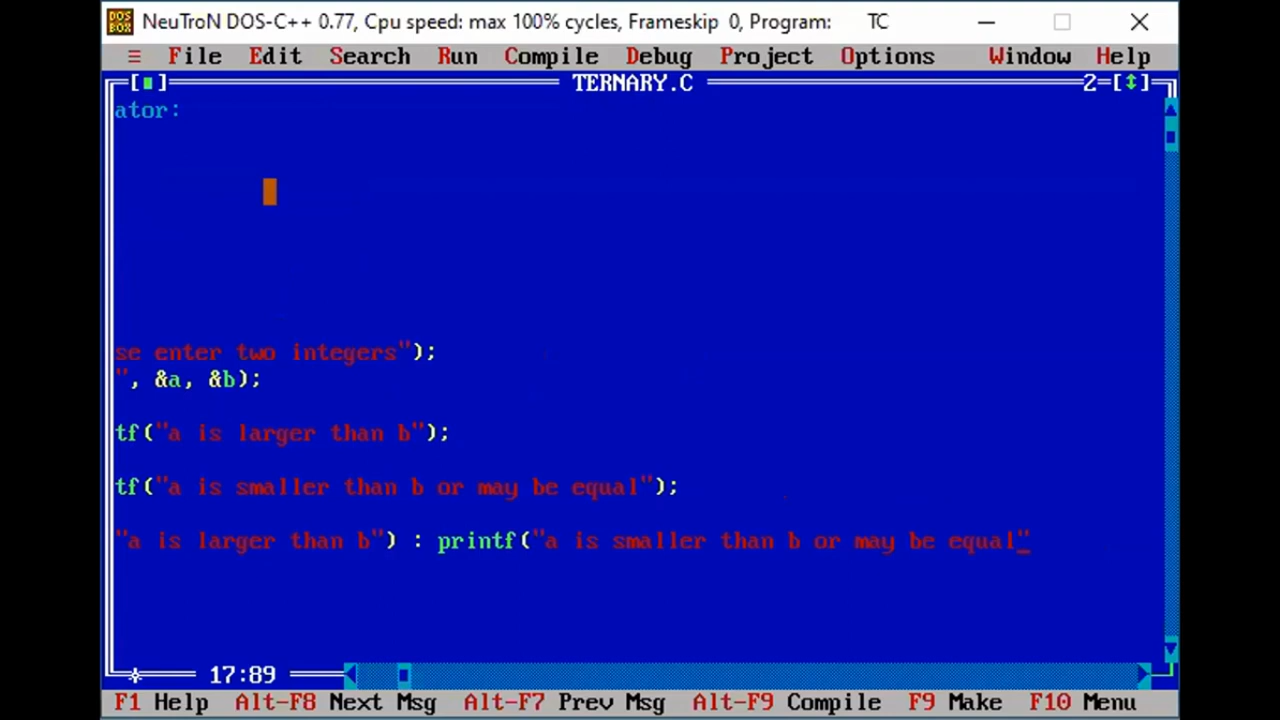 DOS BOX NeuTroN DOS-C++ 0.77, Cpu speed: max 100% cycles, Frameskip 0, Program: TC
≡ File Edit Search Run Compile Debug Project Options Window Help
[■] TERNARY.C 2=[↕]
ator:
se enter two integers");
", &a, &b);
tf("a is larger than b");
tf("a is smaller than b or may be equal");
"a is larger than b") : printf("a is smaller than b or may be equal"
17:89
F1 Help Alt-F8 Next Msg Alt-F7 Prev Msg Alt-F9 Compile F9 Make F10 Menu